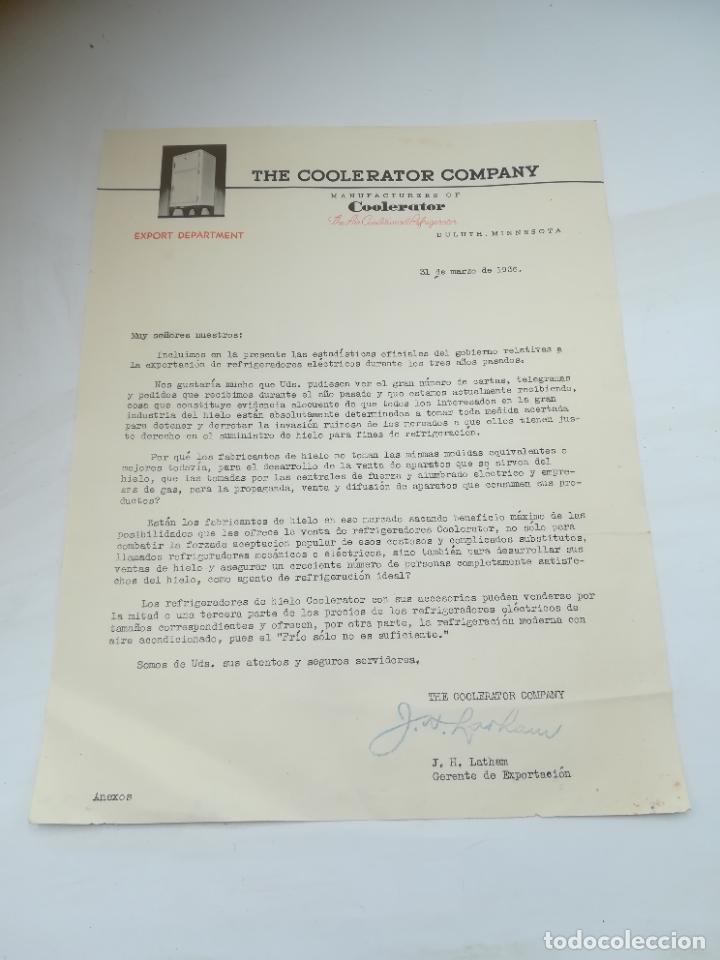 THE COOLERATOR COMPANY
MANUFACTURERS OF
Coolerator
The Air Conditioned Refrigerator
EXPORT DEPARTMENT
DULUTH, MINNESOTA
31 de marzo de 1936.
Muy señores nuestros:
Incluimos en la presente las estadísticas oficiales del gobierno relativas a
la exportación de refrigeradores eléctricos durante los tres años pasados.
Nos gustaría mucho que Uds. pudiesen ver el gran número de cartas, telegramas
y pedidos que recibimos durante el año pasado y que estamos actualmente recibiendo,
cosa que constituye evidencia elocuente de que todos los interesados en la gran
industria del hielo están absolutamente determinados a tomar toda medida acertada
para detener y derrotar la invasión ruinosa de los mercados a que ellos tienen jus-
to derecho en el suministro de hielo para fines de refrigeración.
Por qué los fabricantes de hielo no toman las mismas medidas equivalentes o
mejores todavía, para el desarrollo de la venta de aparatos que se sirven del
hielo, que las tomadas por las centrales de fuerza y alumbrado eléctrico y empre-
sas de gas, para la propaganda, venta y difusión de aparatos que consumen sus pro-
ductos?
Están los fabricantes de hielo en ese mercado sacando beneficio máximo de las
posibilidades que les ofrece la venta de refrigeradores Coolerator, no sólo para
combatir la forzada aceptacion popular de esos costosos y complicados substitutos,
llamados refrigeradores mecánicos o eléctricos, sino también para desarrollar sus
ventas de hielo y asegurar un creciente número de personas completamente satisfe-
chas del hielo, como agente de refrigeración ideal?
Los refrigeradores de hielo Coolerator con sus accesorios pueden venderse por
la mitad o una tercera parte de los precios de los refrigeradores eléctricos de
tamaños correspondientes y ofrecen, por otra parte, la refrigeración moderna con
aire acondicionado, pues el "Frío sólo no es suficiente."
Somos de Uds. sus atentos y seguros servidores,
THE COOLERATOR COMPANY
J. H. Latham
J. H. Latham
Gerente de Exportación
Anexos
todocoleccion.net